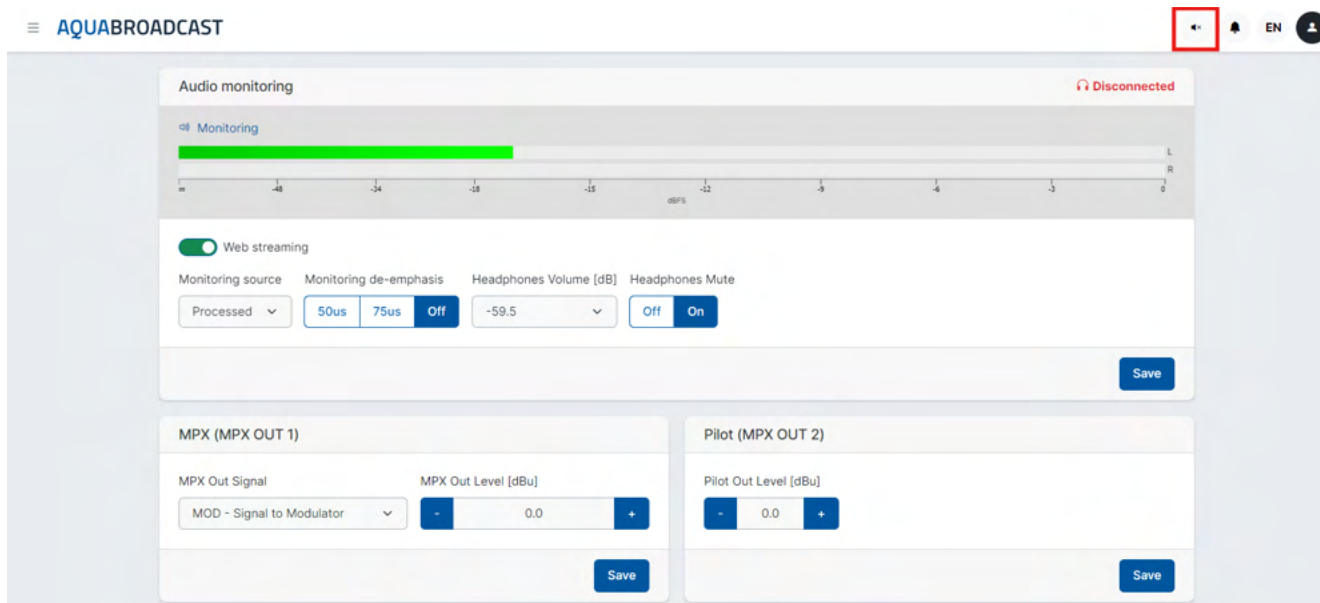 AQUABROADCAST EN
Audio monitoring Disconnected
Monitoring
L
R
∞ -48 -34 -18 -15 -12 -9 -6 -3 0
dBFS
Web streaming
Monitoring source Monitoring de-emphasis Headphones Volume [dB] Headphones Mute
Processed 50us 75us Off -59.5 Off On
Save
MPX (MPX OUT 1) Pilot (MPX OUT 2)
MPX Out Signal MPX Out Level [dBu] Pilot Out Level [dBu]
MOD - Signal to Modulator - 0.0 + - 0.0 +
Save Save